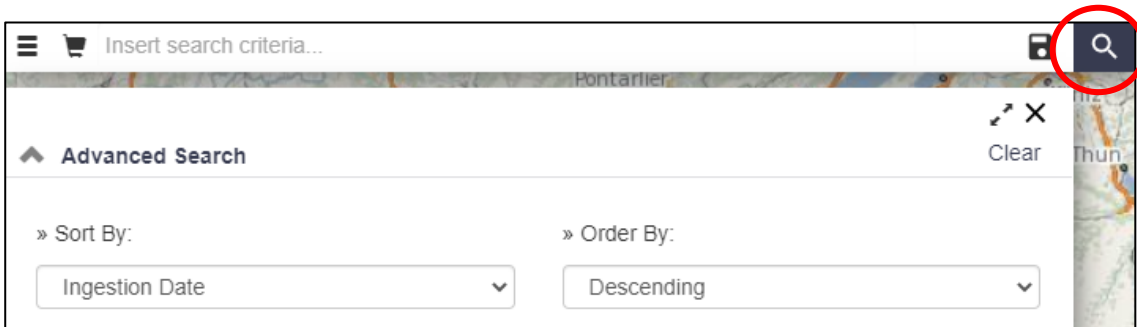 Insert search criteria...
Pontarlier
Advanced Search
Clear
Thun
» Sort By:
» Order By:
Ingestion Date
Descending